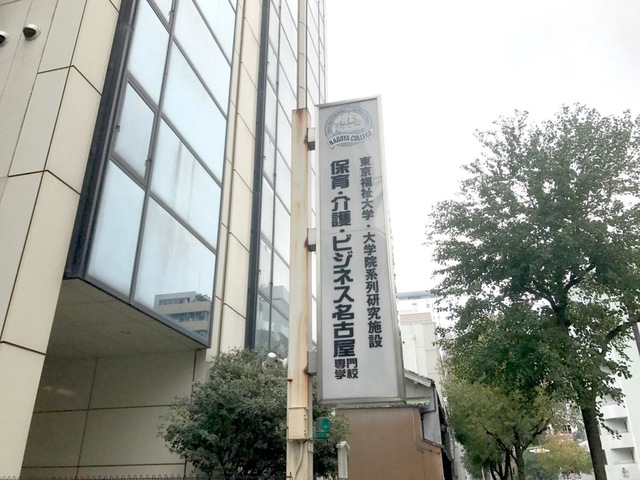 NAGOYA COLLEGE
東京福祉大学・大学院系列研究施設
保育・介護・ビジネス名古屋専門学校